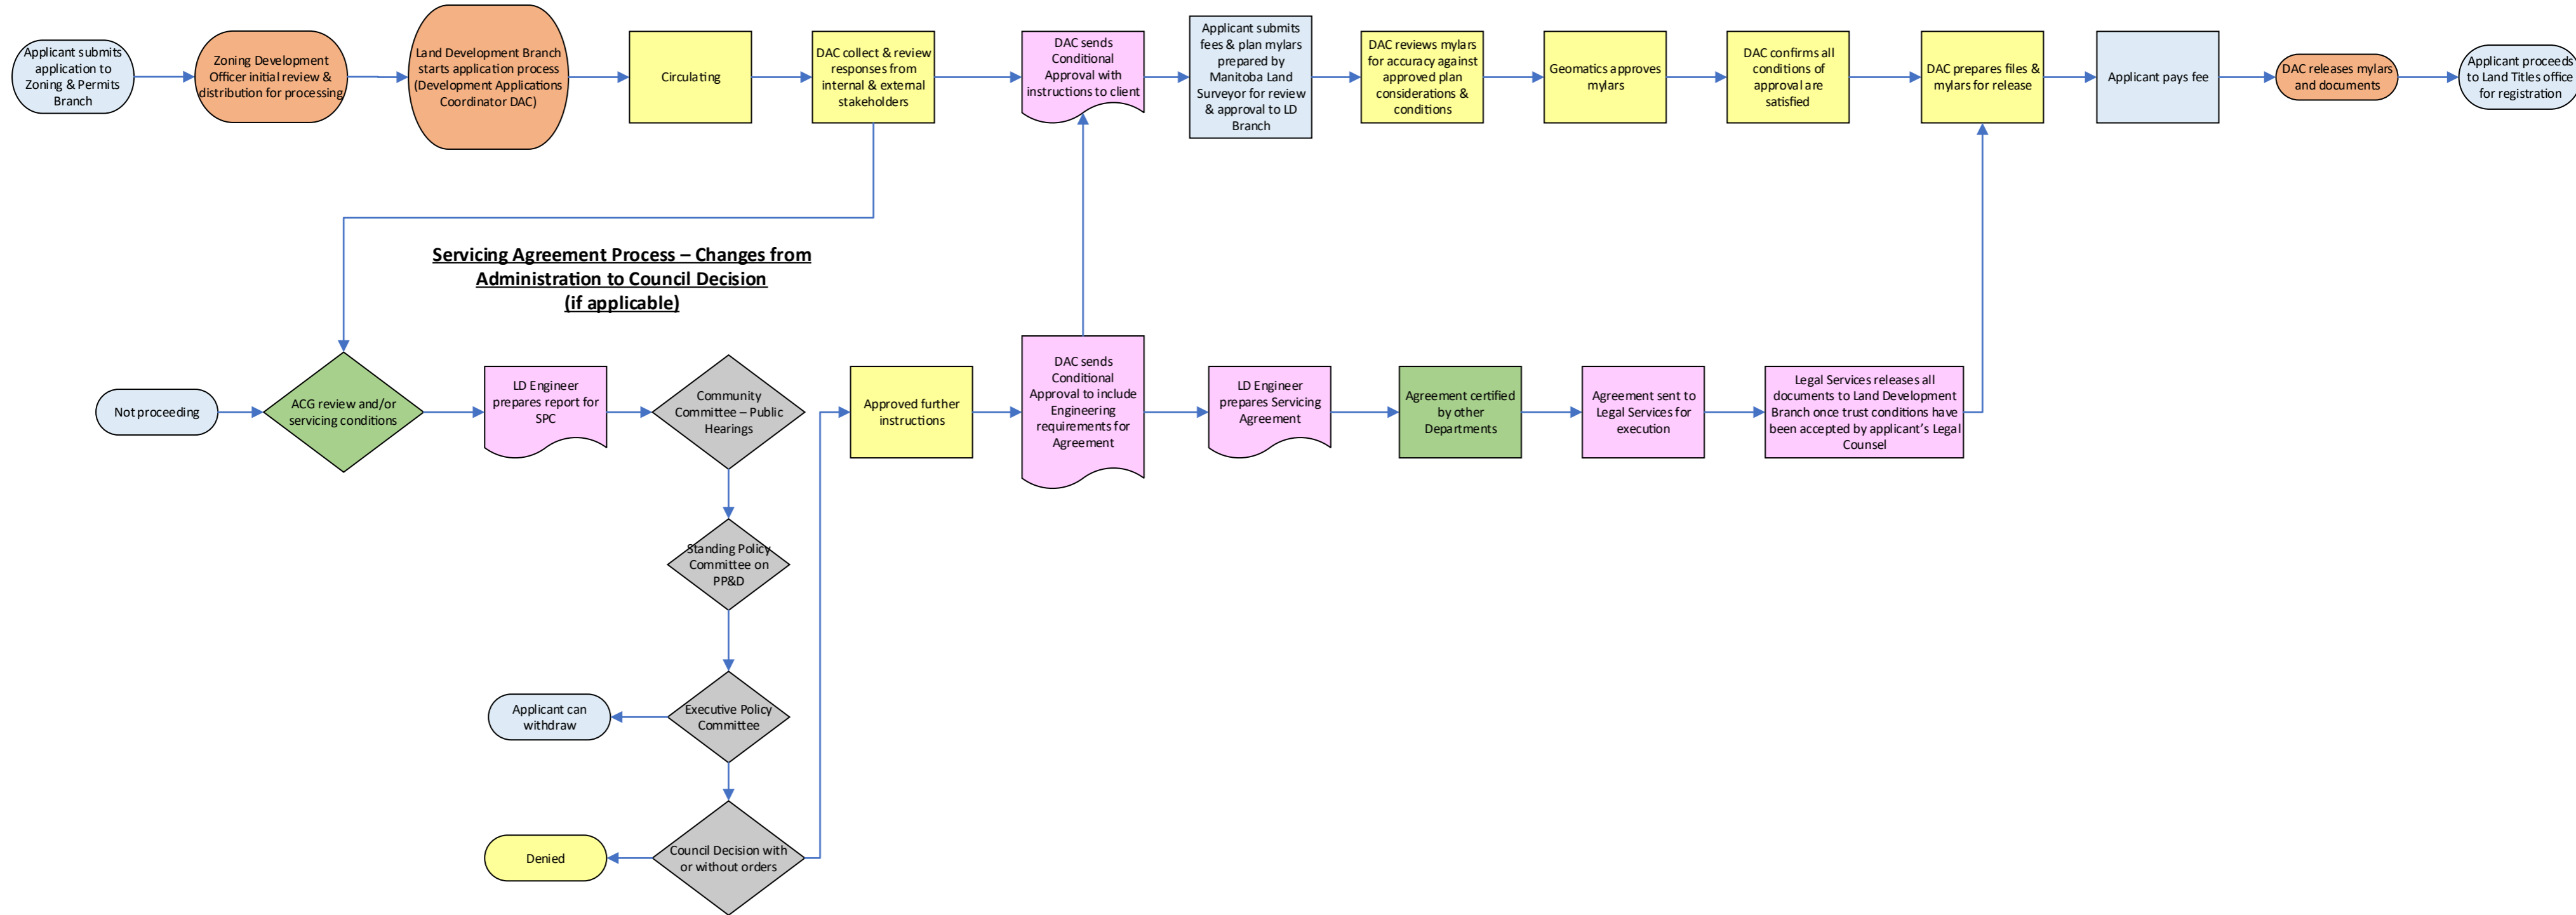 Applicant submits
application to
Zoning & Permits
Branch
Zoning Development
Officer initial review &
distribution for processing
Land Development Branch
starts application process
(Development Applications
Coordinator DAC)
Circulating
DAC collect & review
responses from
internal & external
stakeholders
DAC sends
Conditional
Approval with
instructions to client
Applicant submits
fees & plan mylars
prepared by
Manitoba Land
Surveyor for review
& approval to LD
Branch
DAC reviews mylars
for accuracy against
approved plan
considerations &
conditions
Geomatics approves
mylars
DAC confirms all
conditions of
approval are
satisfied
DAC prepares files &
mylars for release
Applicant pays fee
DAC releases mylars
and documents
Applicant proceeds
to Land Titles office
for registration
Servicing Agreement Process – Changes from
Administration to Council Decision
(if applicable)
Not proceeding
ACG review and/or
servicing conditions
LD Engineer
prepares report for
SPC
Community
Committee – Public
Hearings
Approved further
instructions
DAC sends
Conditional
Approval to include
Engineering
requirements for
Agreement
LD Engineer
prepares Servicing
Agreement
Agreement certified
by other
Departments
Agreement sent to
Legal Services for
execution
Legal Services releases all
documents to Land Development
Branch once trust conditions have
been accepted by applicant’s Legal
Counsel
Standing Policy
Committee on
PP&D
Applicant can
withdraw
Executive Policy
Committee
Denied
Council Decision with
or without orders